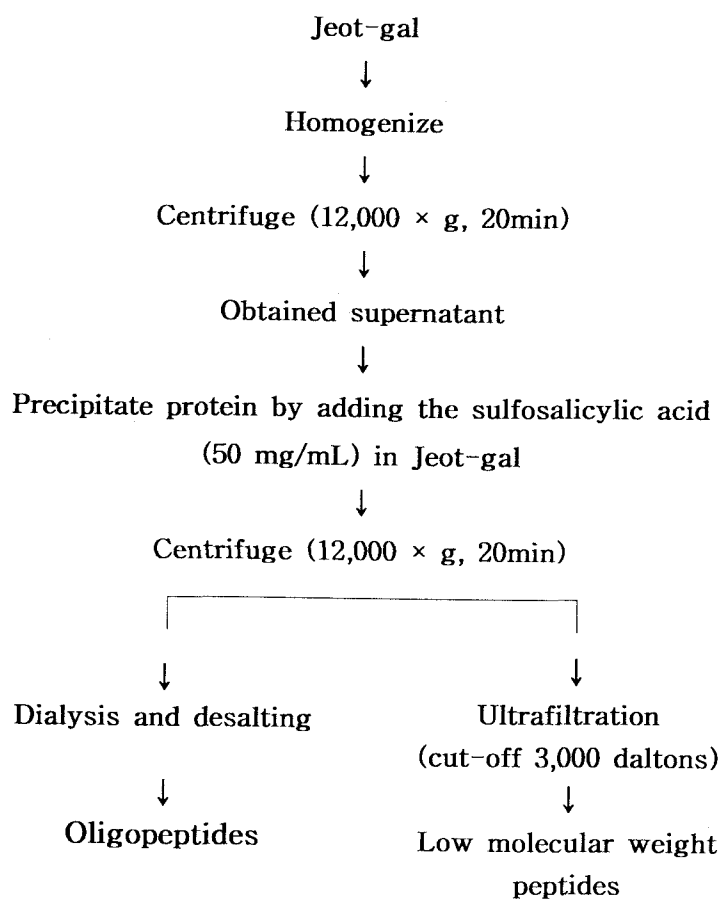 Jeot-gal
↓
Homogenize
↓
Centrifuge (12,000 × g, 20min)
↓
Obtained supernatant
↓
Precipitate protein by adding the sulfosalicylic acid
(50 mg/mL) in Jeot-gal
↓
Centrifuge (12,000 × g, 20min)
↓ ↓
Dialysis and desalting
↓
Oligopeptides
Ultrafiltration
(cut-off 3,000 daltons)
↓
Low molecular weight
peptides